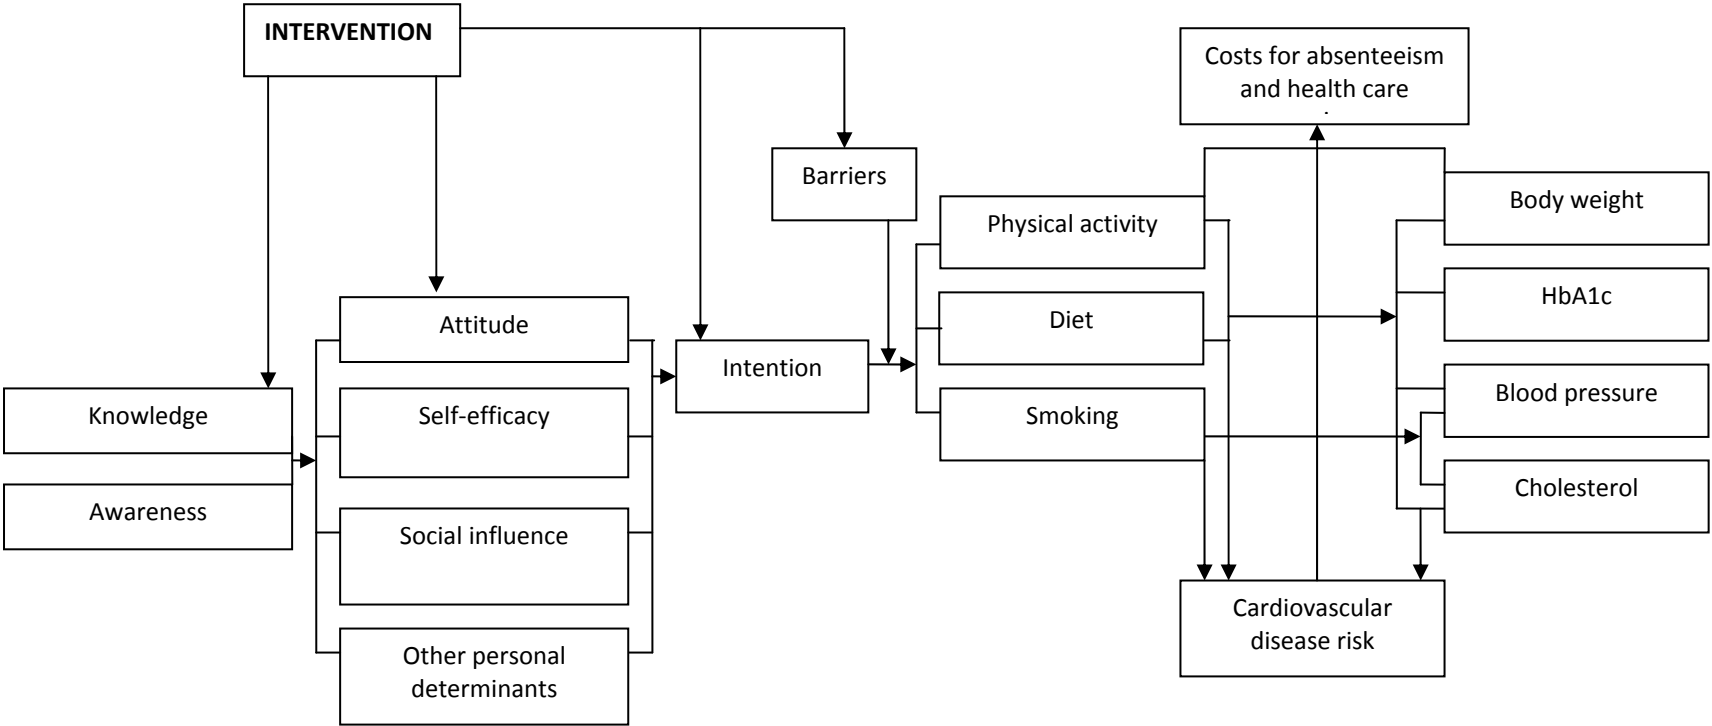 INTERVENTION
Costs for absenteeism
and health care
.
Barriers
Body weight
Physical activity
HbA1c
Attitude
Diet
Intention
Blood pressure
Knowledge
Self-efficacy
Smoking
Cholesterol
Awareness
Social influence
Cardiovascular
disease risk
Other personal
determinants